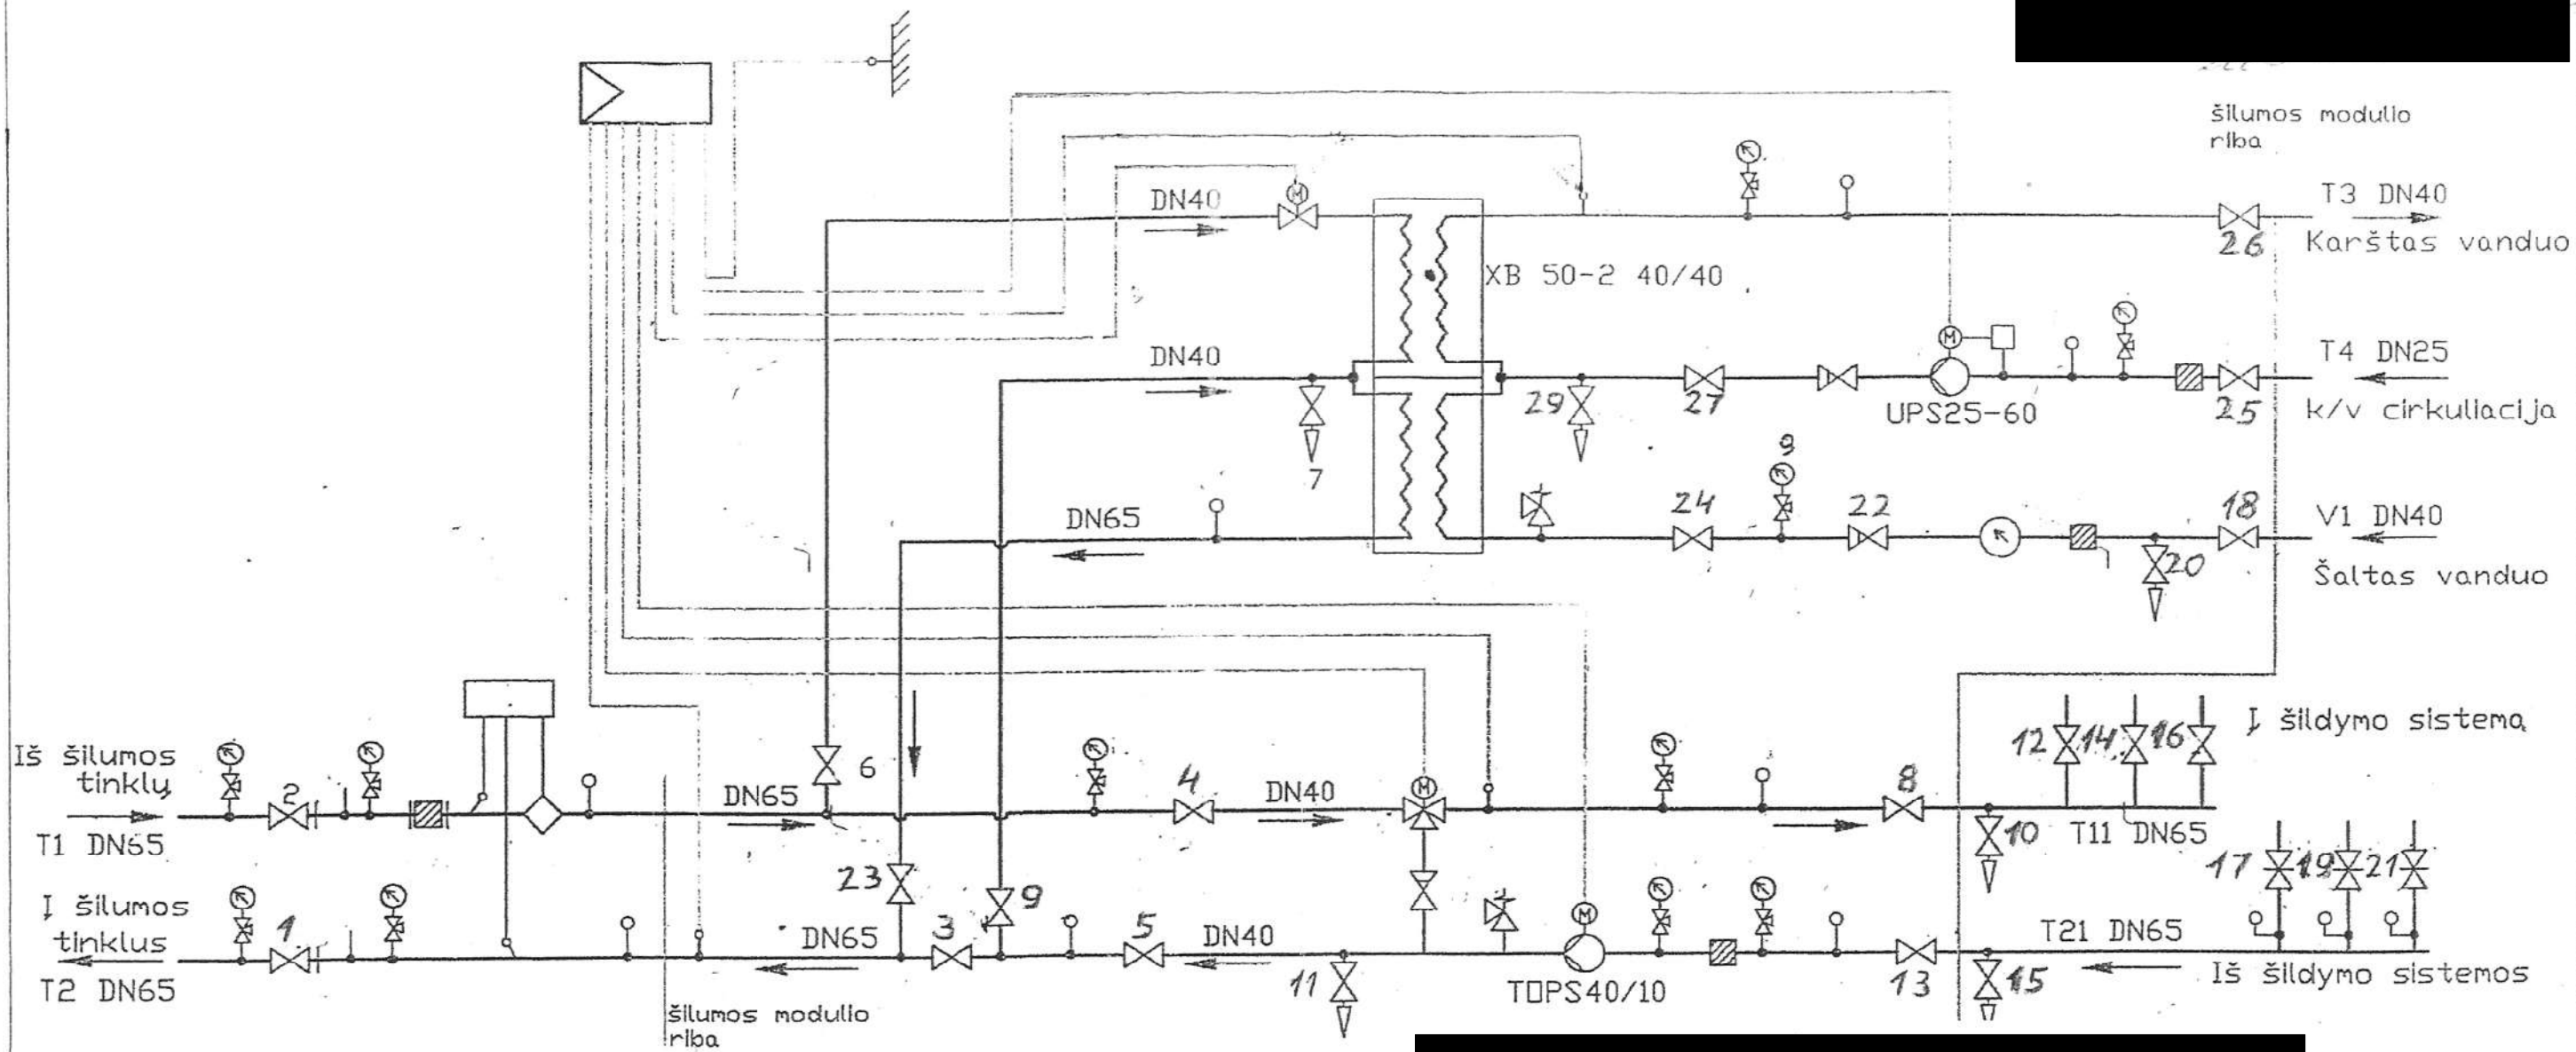 šilumos modulio
riba
DN40
T3 DN40
26
Karštas vanduo
XB 50-2 40/40
DN40
T4 DN25
29
27
UPS25-60
25
k/v cirkuliacija
7
9
DN65
24
22
18
V1 DN40
20
Šaltas vanduo
Iš šilumos
tinklų
2
6
DN65
4
DN40
8
12
14
16
Į šildymo sistemą
T1 DN65
10
T11 DN65
23
9
17
19
21
Į šilumos
tinklus
1
DN65
3
5
DN40
T21 DN65
T2 DN65
11
TOPS40/10
13
15
Iš šildymo sistemos
šilumos modulio
riba
M
M
M
M